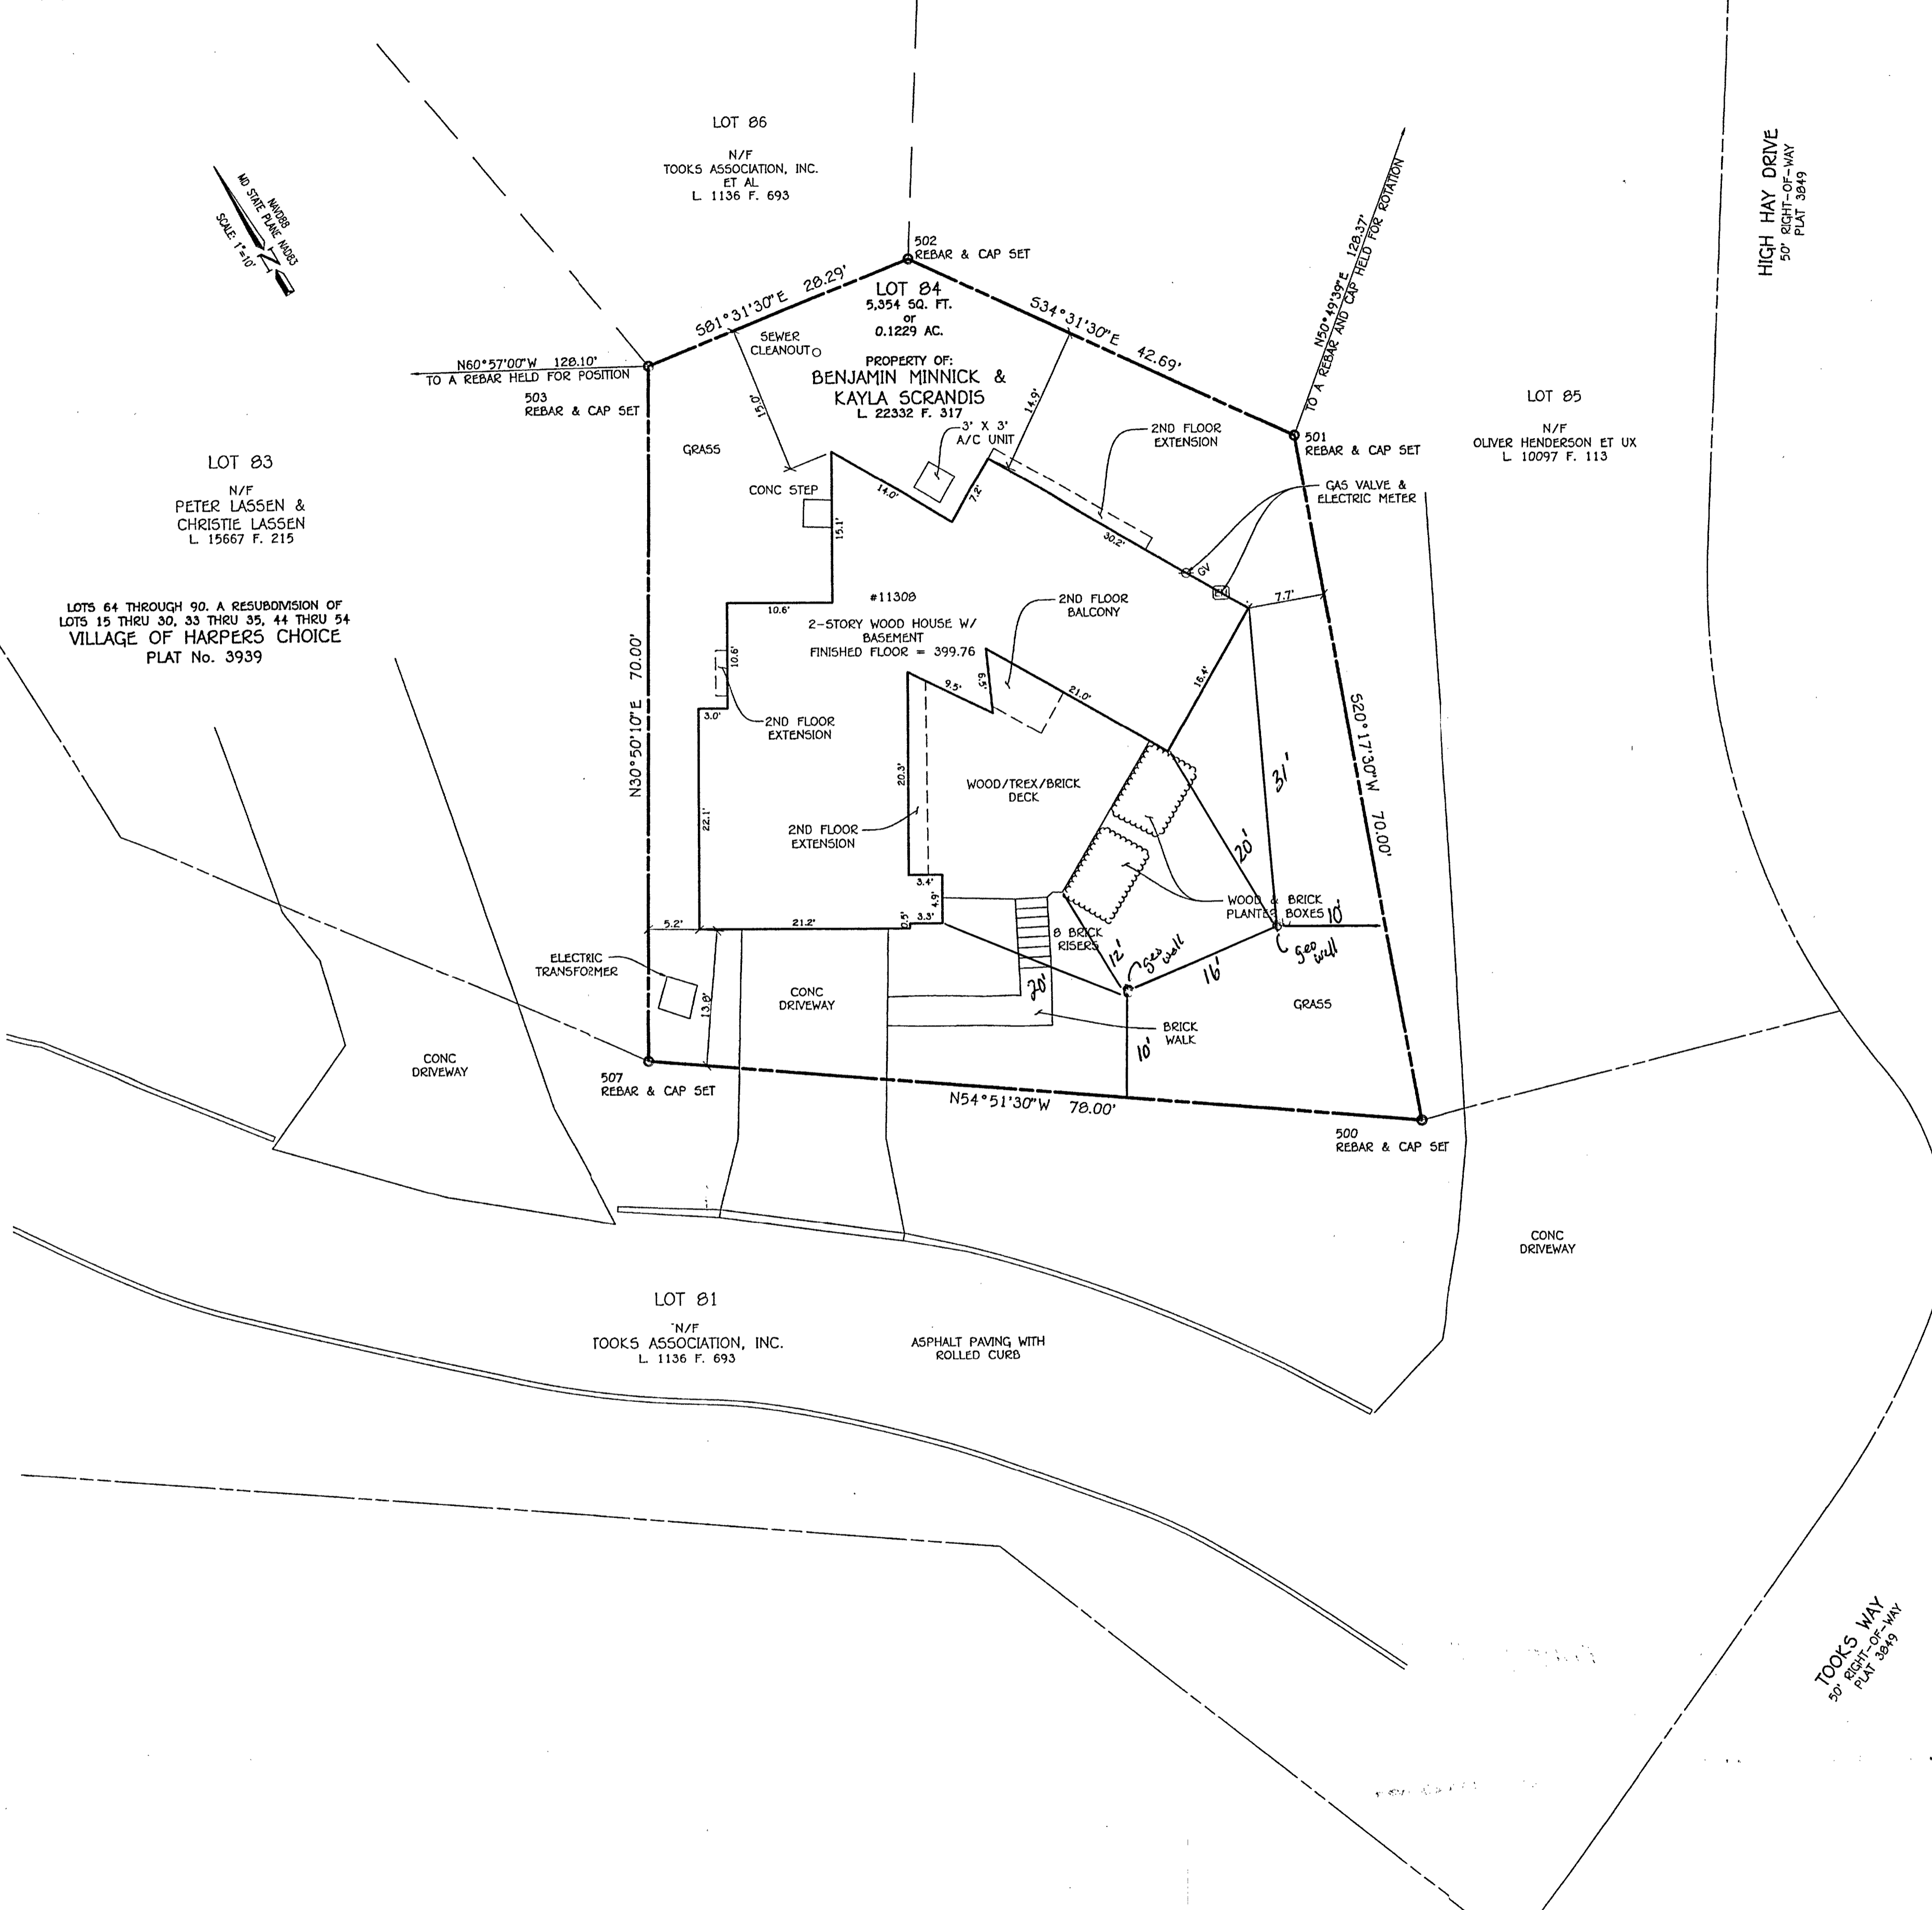 LOT 86
N/F
TOOKS ASSOCIATION, INC.
ET AL
L. 1136 F. 693
HIGH HAY DRIVE
50' RIGHT-OF-WAY
PLAT 3849
NAVD88
MD STATE PLANE NAD83
SCALE: 1"=10'
N
502
REBAR & CAP SET
S81°31'30"E 28.29'
LOT 84
5,354 SQ. FT.
or
0.1229 AC.
S34°31'30"E 42.69'
N50°49'39"E 128.37'
TO A REBAR AND CAP HELD FOR ROTATION
SEWER
CLEANOUT
PROPERTY OF:
BENJAMIN MINNICK &
KAYLA SCRANDIS
L. 22332 F. 317
N60°57'00"W 128.10'
TO A REBAR HELD FOR POSITION
503
REBAR & CAP SET
15.0'
14.9'
3' X 3'
A/C UNIT
2ND FLOOR
EXTENSION
501
REBAR & CAP SET
LOT 85
N/F
OLIVER HENDERSON ET UX
L. 10097 F. 113
GRASS
LOT 83
N/F
PETER LASSEN &
CHRISTIE LASSEN
L. 15667 F. 215
CONC STEP
14.0'
7.2'
15.1'
30.2'
GAS VALVE &
ELECTRIC METER
GV
EM
7.7'
LOTS 64 THROUGH 90. A RESUBDIVISION OF
LOTS 15 THRU 30, 33 THRU 35, 44 THRU 54
VILLAGE OF HARPERS CHOICE
PLAT No. 3939
10.6'
#11308
2-STORY WOOD HOUSE W/
BASEMENT
FINISHED FLOOR = 399.76
2ND FLOOR
BALCONY
N30°50'10"E 70.00'
10.6'
3.0'
2ND FLOOR
EXTENSION
9.5'
6.5'
21.0'
16.4'
S20°17'30"W 70.00'
22.1'
20.3'
WOOD/TREX/BRICK
DECK
31'
2ND FLOOR
EXTENSION
20'
3.4'
4.9'
WOOD & BRICK
PLANTER BOXES
10'
5.2'
21.2'
0.5'
3.3'
8 BRICK
RISERS
12'
geo
well
geo
well
16'
ELECTRIC
TRANSFORMER
13.8'
CONC
DRIVEWAY
20'
GRASS
BRICK
WALK
10'
CONC
DRIVEWAY
507
REBAR & CAP SET
N54°51'30"W 78.00'
500
REBAR & CAP SET
CONC
DRIVEWAY
LOT 81
N/F
TOOKS ASSOCIATION, INC.
L. 1136 F. 693
ASPHALT PAVING WITH
ROLLED CURB
TOOKS WAY
50' RIGHT-OF-WAY
PLAT 3849